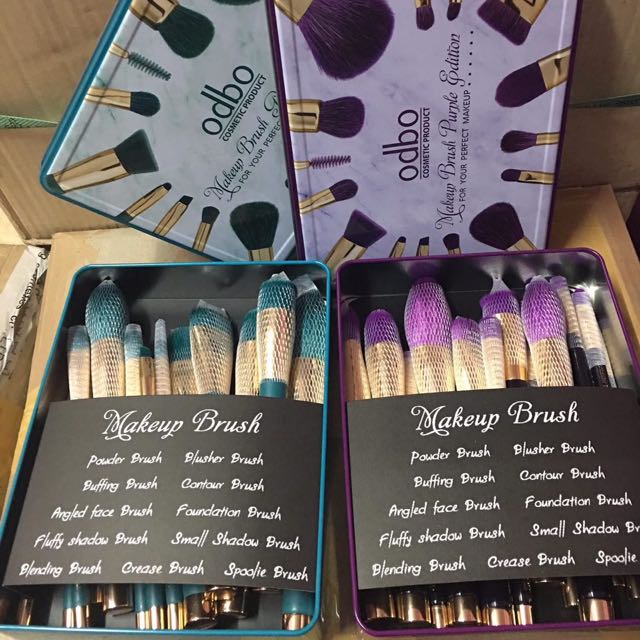 odbo
COSMETIC PRODUCT
Makeup Brush
FOR YOUR PERFECT MAKEUP
odbo
COSMETIC PRODUCT
Makeup Brush Purple Edition
FOR YOUR PERFECT MAKEUP......
Makeup Brush
Powder Brush Blusher Brush
Buffing Brush Contour Brush
Angled face Brush Foundation Brush
Fluffy shadow Brush Small Shadow Brush
Blending Brush Crease Brush Spoolie Brush
Makeup Brush
Powder Brush Blusher Brush
Buffing Brush Contour Brush
Angled face Brush Foundation Brush
Fluffy shadow Brush Small Shadow Br
Blending Brush Crease Brush Spoolie